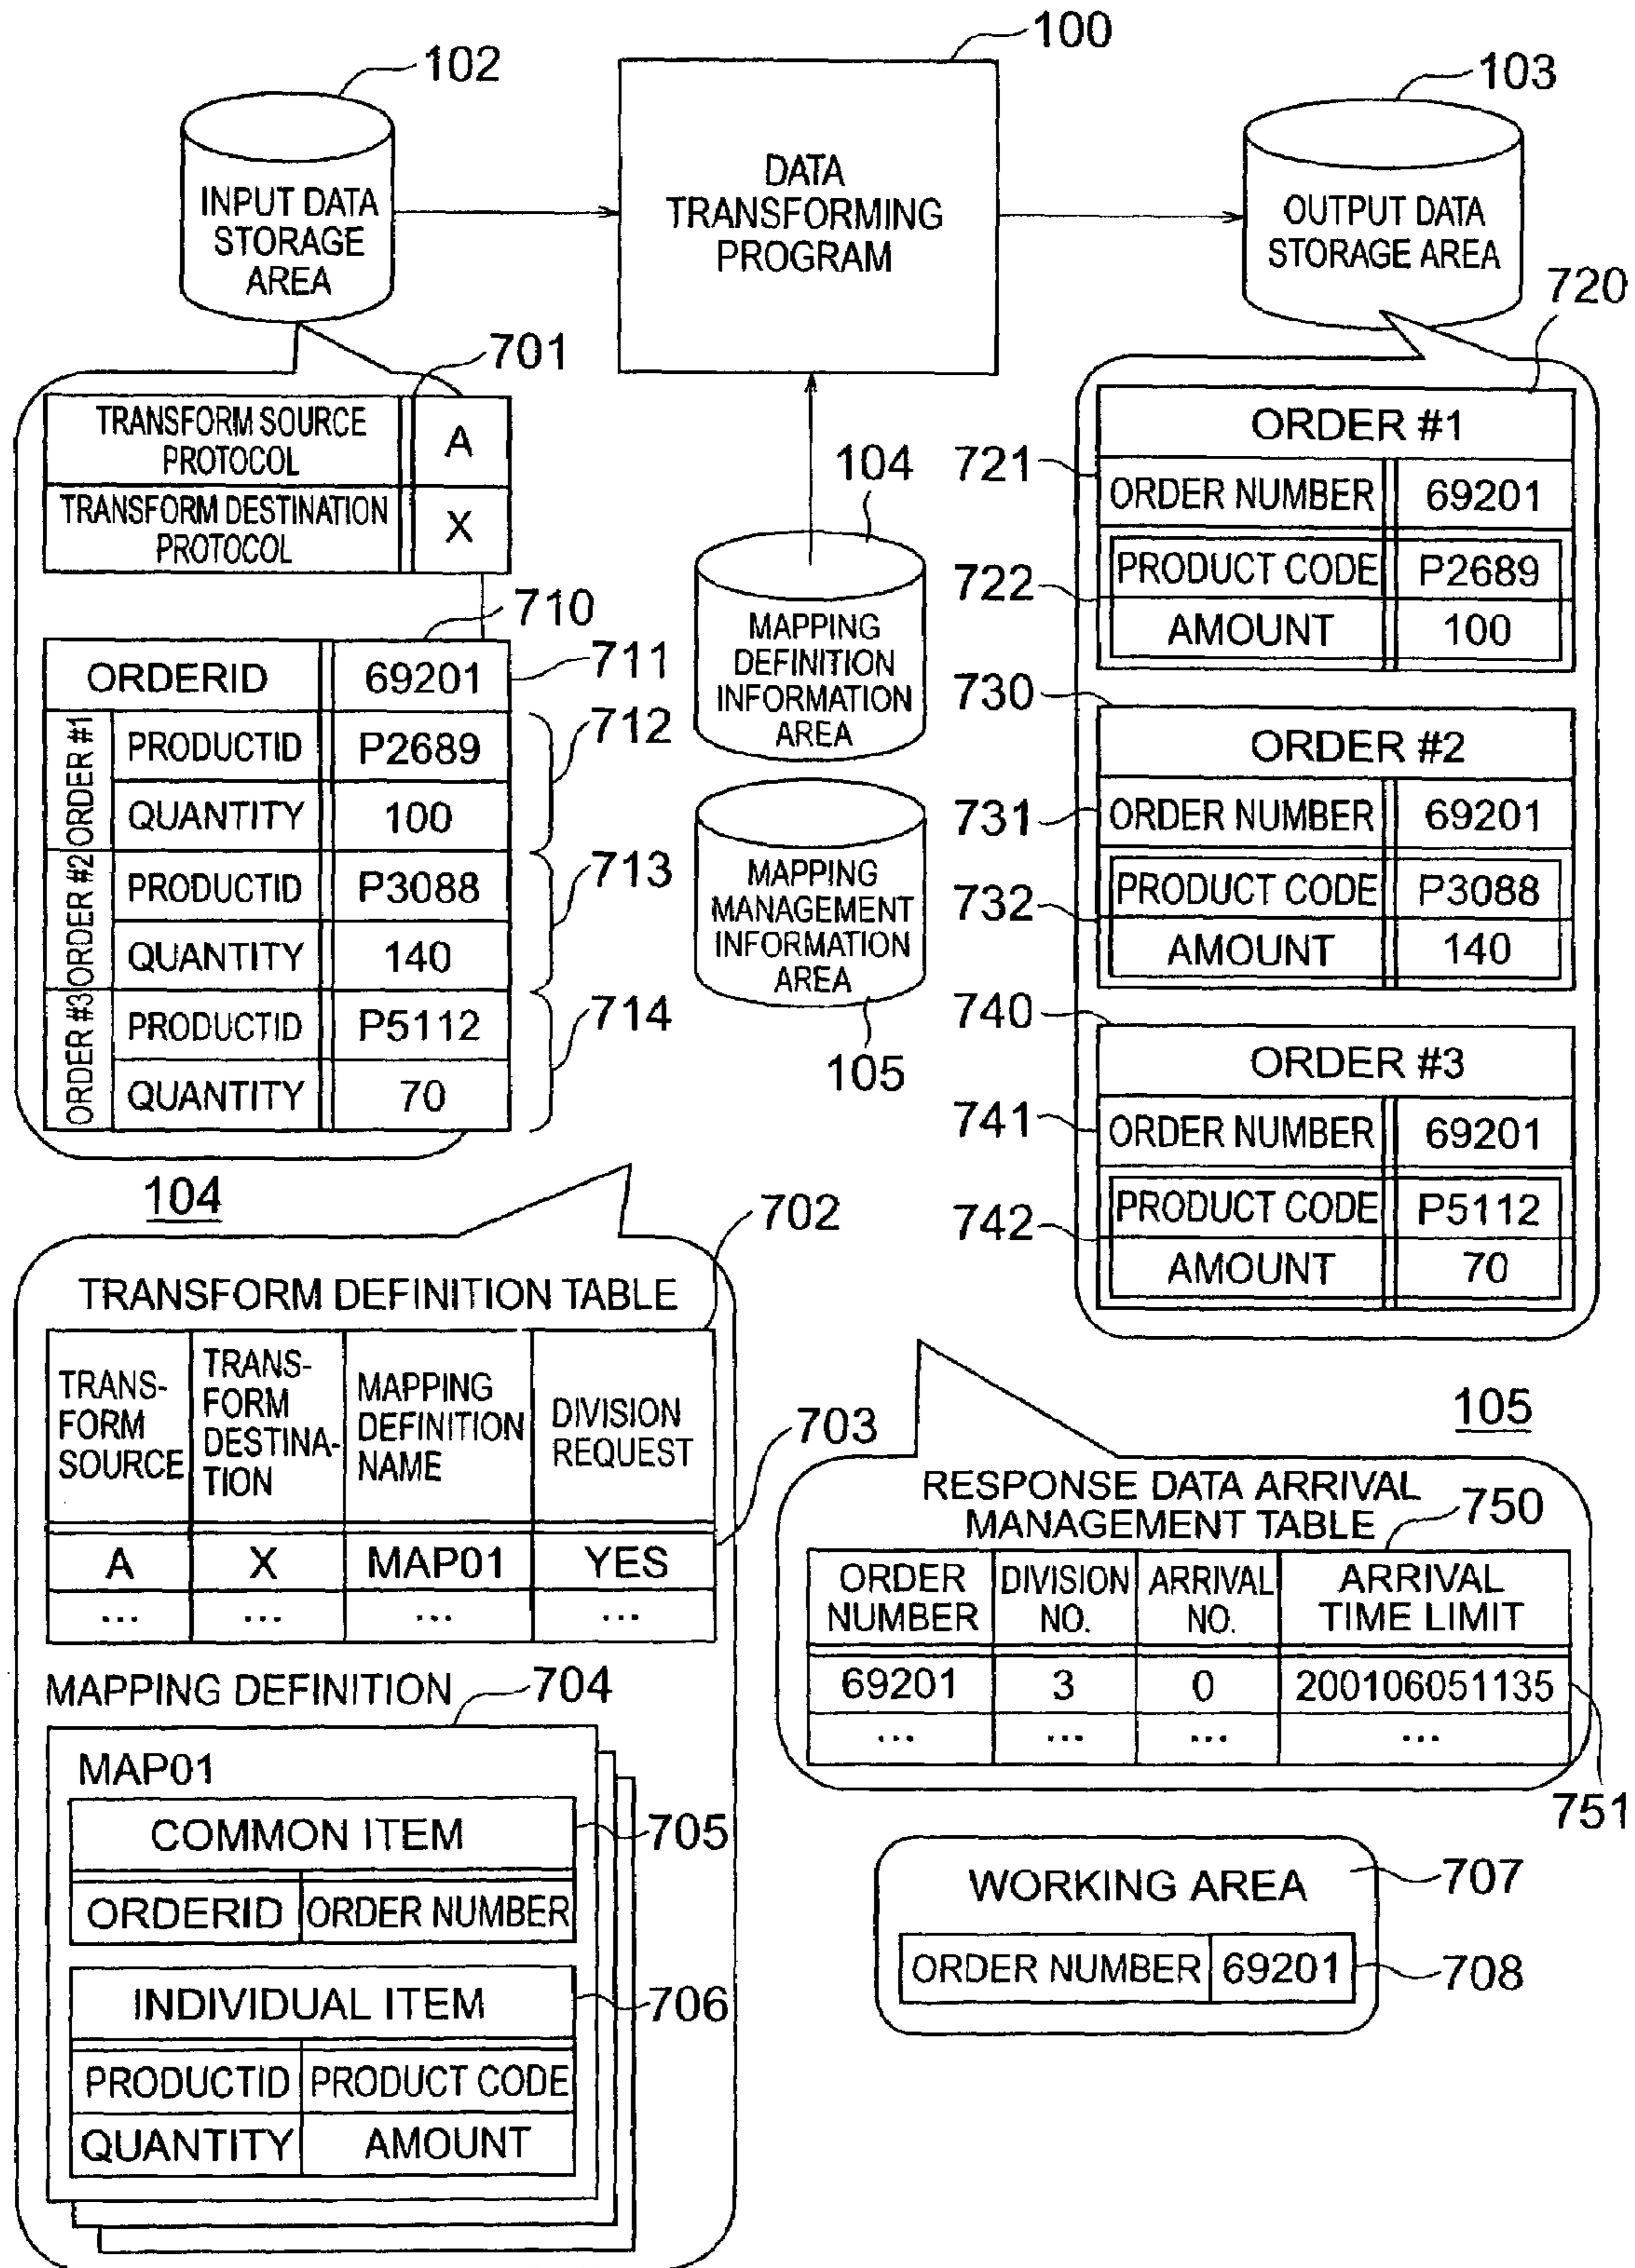 100
102
103
INPUT DATA
STORAGE
AREA
DATA
TRANSFORMING
PROGRAM
OUTPUT DATA
STORAGE AREA
701
TRANSFORM SOURCE
PROTOCOL
A
TRANSFORM DESTINATION
PROTOCOL
X
710
ORDERID 69201
711
ORDER #1
PRODUCTID P2689
QUANTITY 100
712
ORDER #2
PRODUCTID P3088
QUANTITY 140
713
ORDER #3
PRODUCTID P5112
QUANTITY 70
714
104
MAPPING
DEFINITION
INFORMATION
AREA
MAPPING
MANAGEMENT
INFORMATION
AREA
105
720
ORDER #1
721
ORDER NUMBER 69201
722
PRODUCT CODE P2689
AMOUNT 100
730
ORDER #2
731
ORDER NUMBER 69201
732
PRODUCT CODE P3088
AMOUNT 140
740
ORDER #3
741
ORDER NUMBER 69201
742
PRODUCT CODE P5112
AMOUNT 70
104
702
TRANSFORM DEFINITION TABLE
TRANS-
FORM
SOURCE
TRANS-
FORM
DESTINA-
TION
MAPPING
DEFINITION
NAME
DIVISION
REQUEST
703
A X MAP01 YES
... ... ... ...
MAPPING DEFINITION
704
MAP01
COMMON ITEM
705
ORDERID ORDER NUMBER
INDIVIDUAL ITEM
706
PRODUCTID PRODUCT CODE
QUANTITY AMOUNT
105
RESPONSE DATA ARRIVAL
MANAGEMENT TABLE
750
ORDER
NUMBER
DIVISION
NO.
ARRIVAL
NO.
ARRIVAL
TIME LIMIT
69201 3 0 200106051135
... ... ... ...
751
WORKING AREA
707
ORDER NUMBER 69201
708